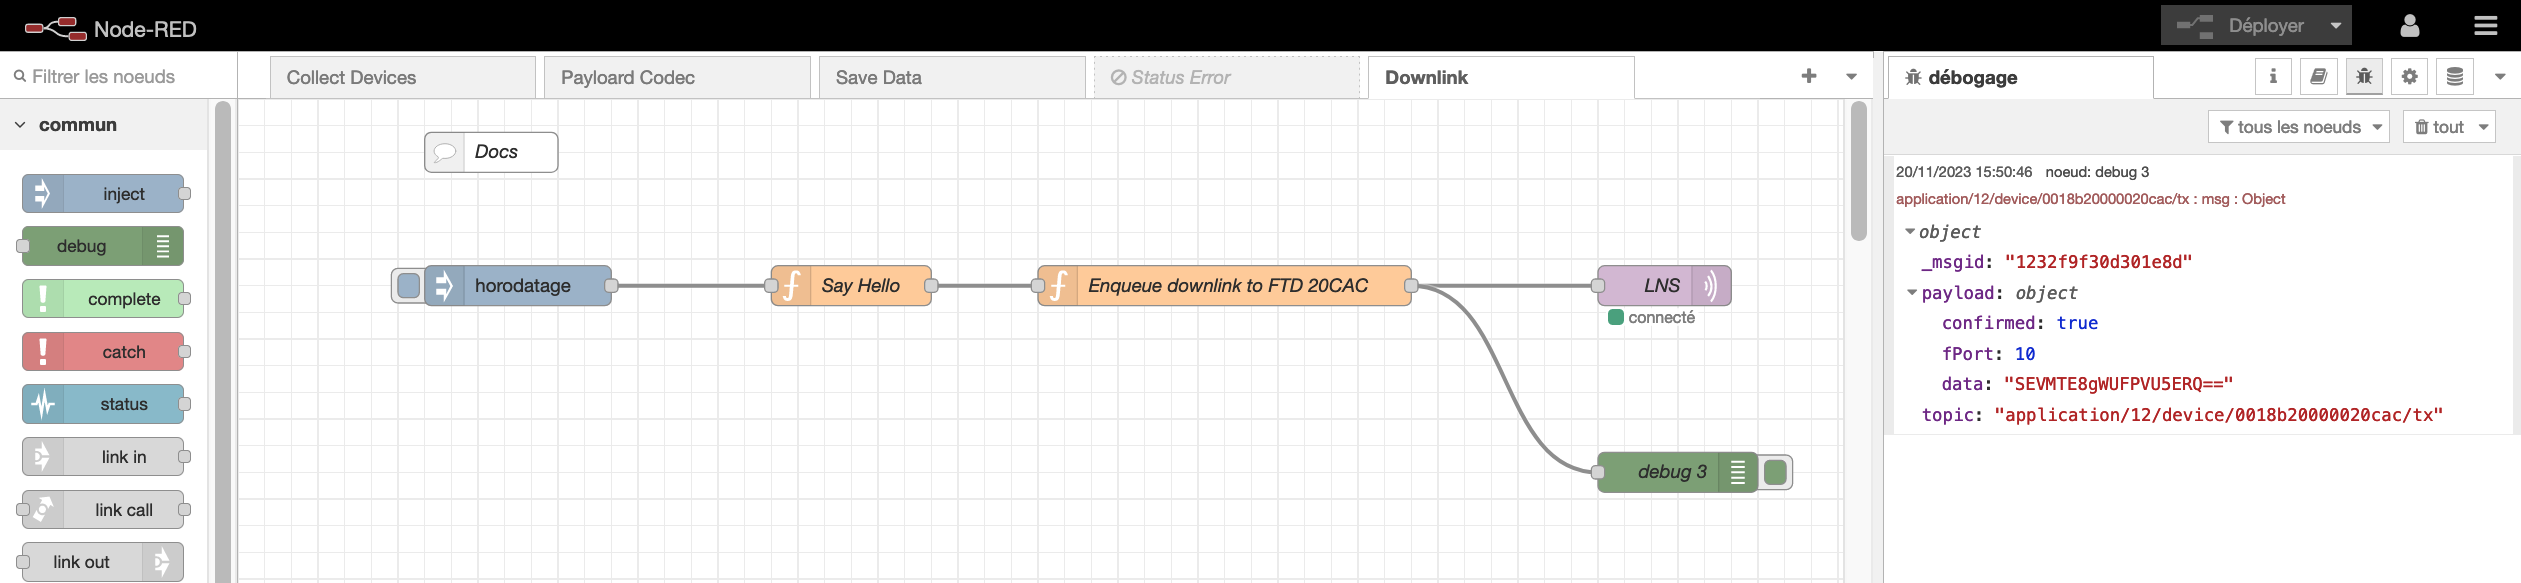 Node-RED
Déployer
Filtrer les noeuds
Collect Devices
Payloard Codec
Save Data
Status Error
Downlink
débogage
commun
tous les noeuds
tout
inject
debug
complete
catch
status
link in
link call
link out
Docs
horodatage
Say Hello
Enqueue downlink to FTD 20CAC
LNS
connecté
debug 3
20/11/2023 15:50:46 noeud: debug 3
application/12/device/0018b20000020cac/tx : msg : Object
object
_msgid: "1232f9f30d301e8d"
payload: object
confirmed: true
fPort: 10
data: "SEVMTE8gWUFPVU5ERQ=="
topic: "application/12/device/0018b20000020cac/tx"